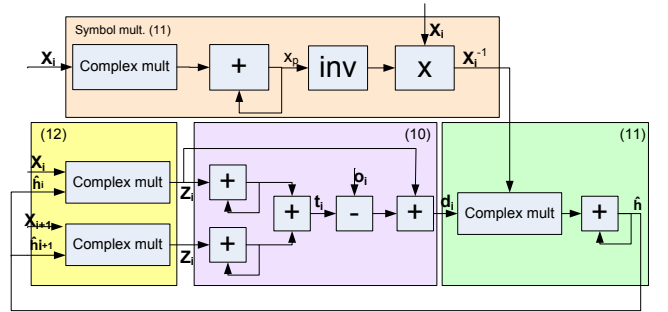 Symbol mult. (11)
Xi
Complex mult
+
xp
inv
Xi
x
Xi-1
(12)
Xi
ĥi
Complex mult
Zi
Xi+1
ĥi+1
Complex mult
Zi
(10)
+
+
+
ti
oi
-
+
di
(11)
Complex mult
+
ĥ